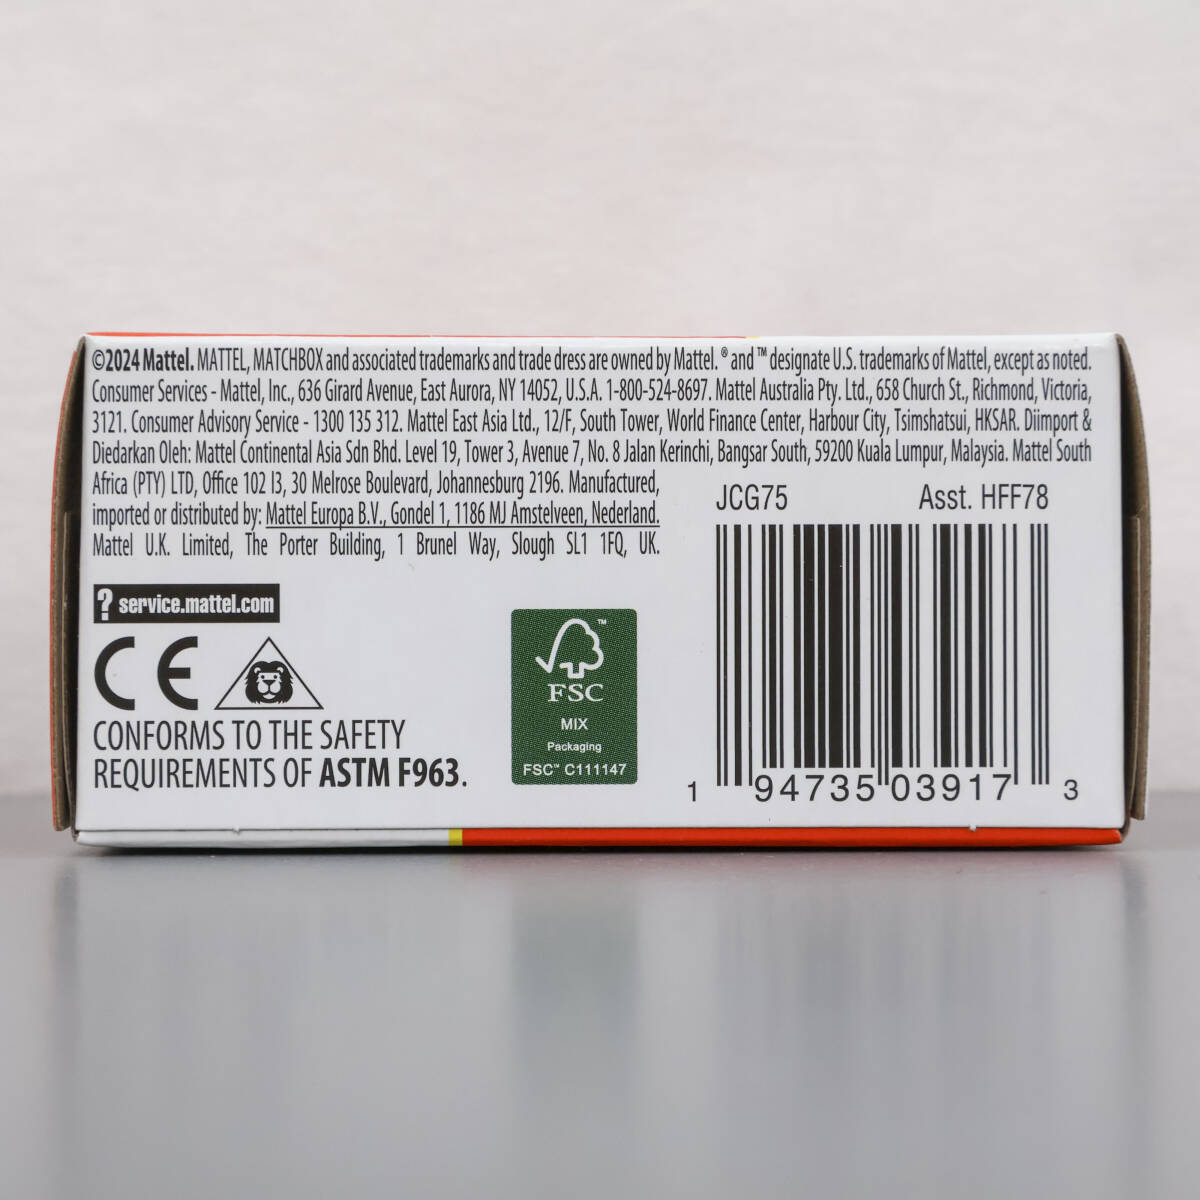 ©2024 Mattel. MATTEL, MATCHBOX and associated trademarks and trade dress are owned by Mattel. ® and ™ designate U.S. trademarks of Mattel, except as noted.
Consumer Services - Mattel, Inc., 636 Girard Avenue, East Aurora, NY 14052, U.S.A. 1-800-524-8697. Mattel Australia Pty. Ltd., 658 Church St., Richmond, Victoria,
3121. Consumer Advisory Service - 1300 135 312. Mattel East Asia Ltd., 12/F, South Tower, World Finance Center, Harbour City, Tsimshatsui, HKSAR. Diimport &
Diedarkan Oleh: Mattel Continental Asia Sdn Bhd. Level 19, Tower 3, Avenue 7, No. 8 Jalan Kerinchi, Bangsar South, 59200 Kuala Lumpur, Malaysia. Mattel South
Africa (PTY) LTD, Office 102 I3, 30 Melrose Boulevard, Johannesburg 2196. Manufactured,
imported or distributed by: Mattel Europa B.V., Gondel 1, 1186 MJ Amstelveen, Nederland.
Mattel U.K. Limited, The Porter Building, 1 Brunel Way, Slough SL1 1FQ, UK.
JCG75 Asst. HFF78
? service.mattel.com
CE
CONFORMS TO THE SAFETY
REQUIREMENTS OF ASTM F963.
™
FSC
MIX
Packaging
FSC™ C111147
1 94735 03917 3